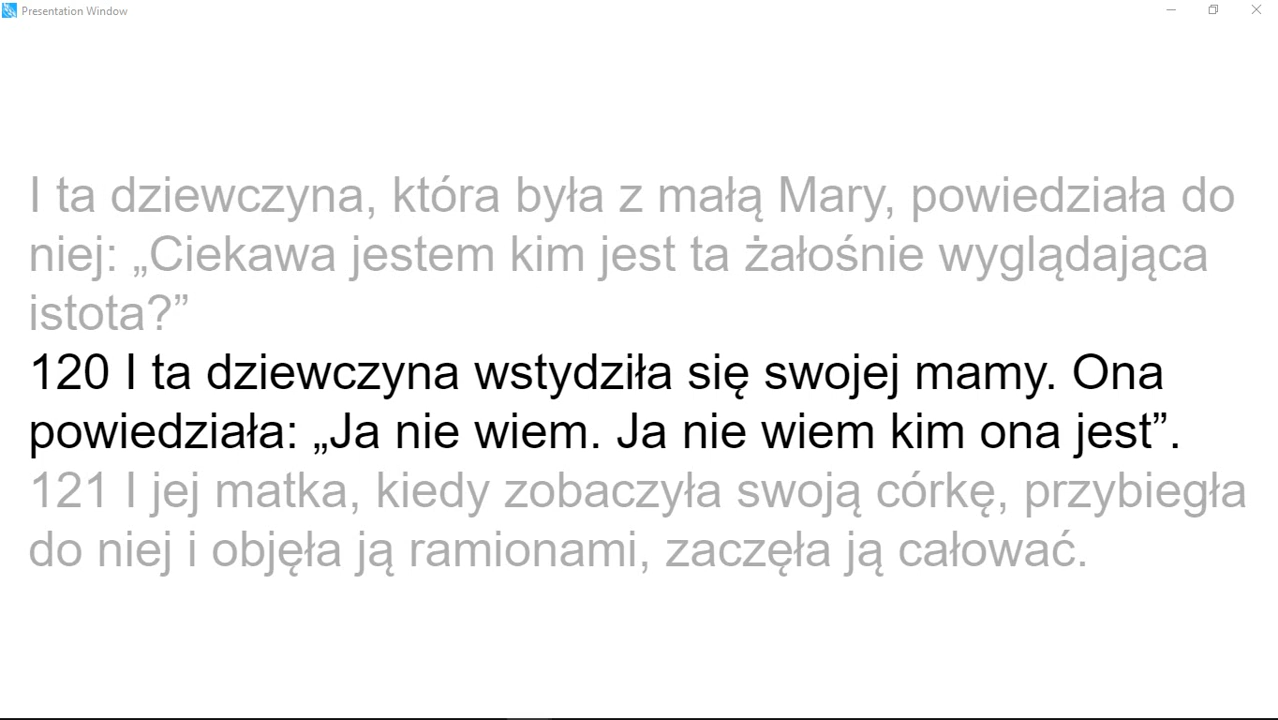 Presentation Window
I ta dziewczyna, która była z małą Mary, powiedziała do
niej: „Ciekawa jestem kim jest ta żałośnie wyglądająca
istota?”
120 I ta dziewczyna wstydziła się swojej mamy. Ona
powiedziała: „Ja nie wiem. Ja nie wiem kim ona jest”.
121 I jej matka, kiedy zobaczyła swoją córkę, przybiegła
do niej i objęła ją ramionami, zaczęła ją całować.